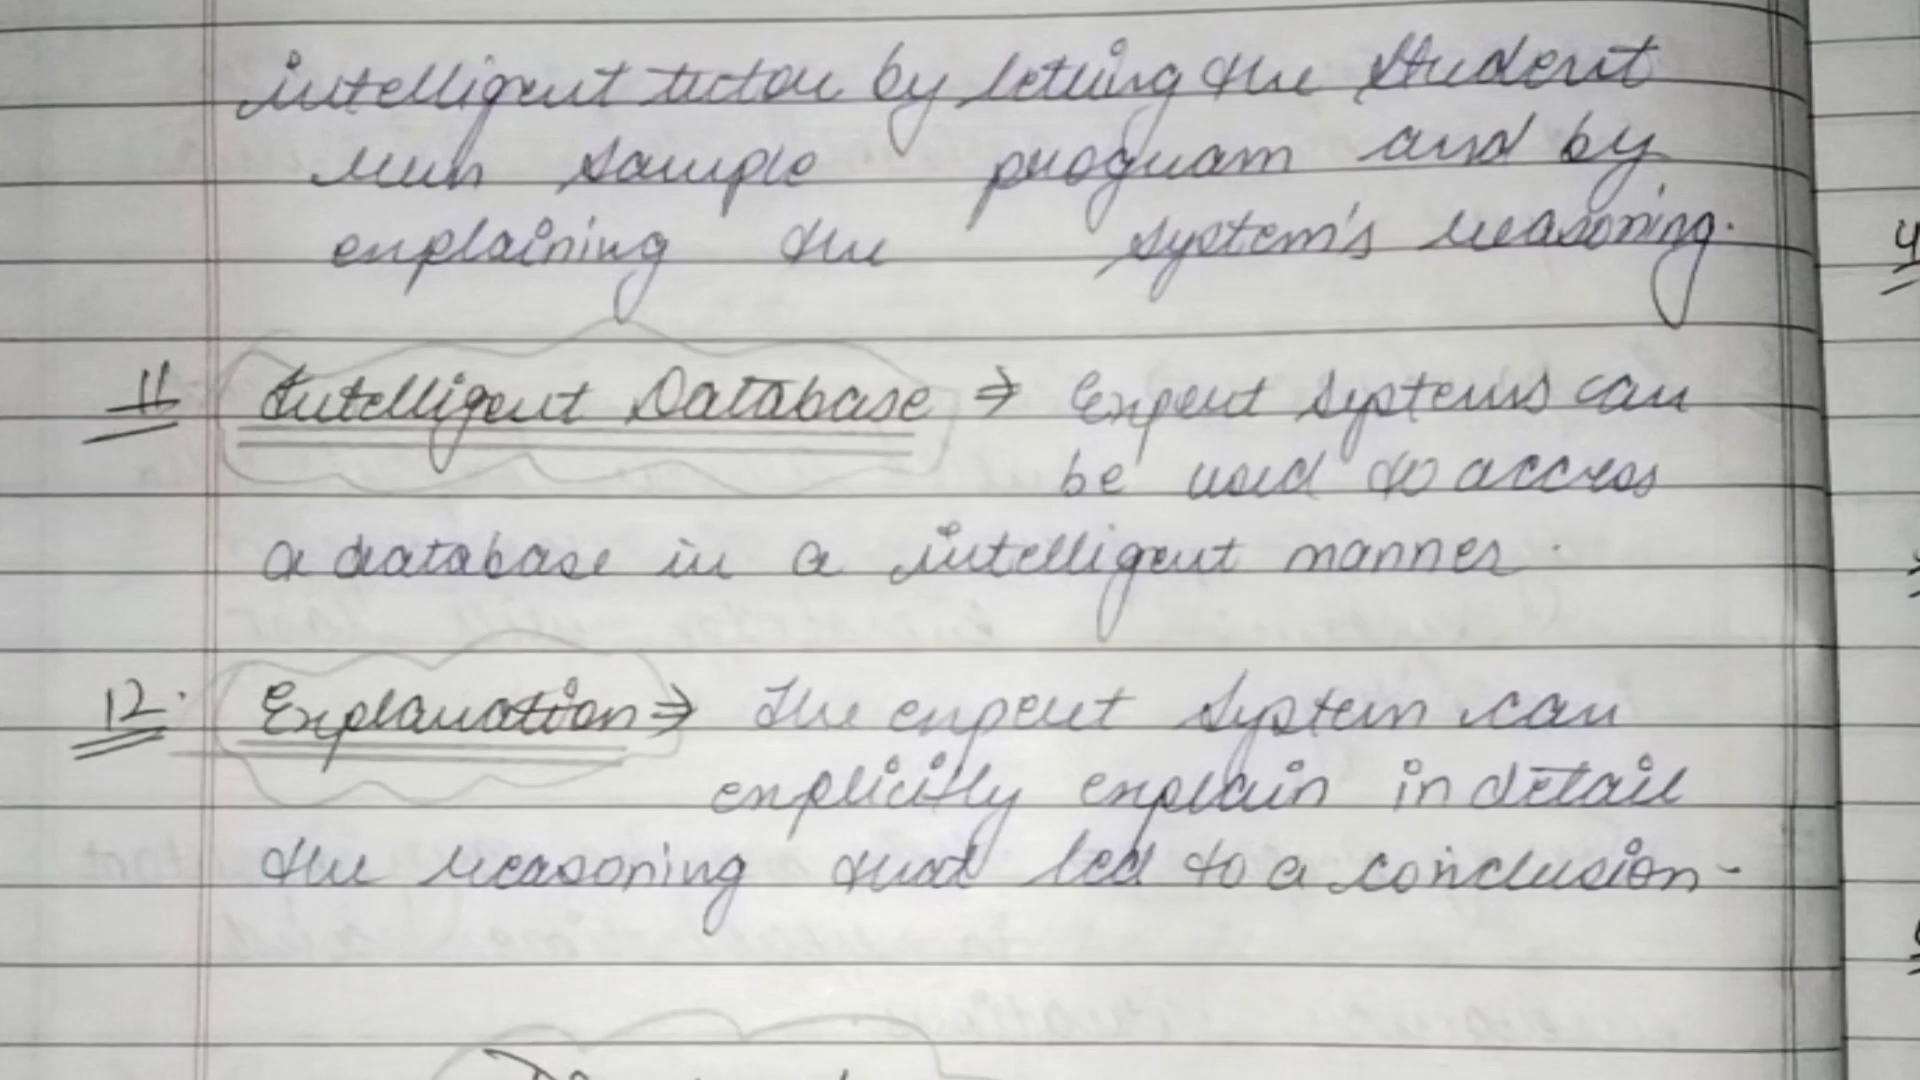 intelligent tutor by letting the student
run sample program and by
explaining the system's reasoning.
11 Intelligent Database ⇒ Expert systems can
be used to access
a database in a intelligent manner.
12. Explanation ⇒ The expert system can
explicitly explain in detail
the reasoning that led to a conclusion.